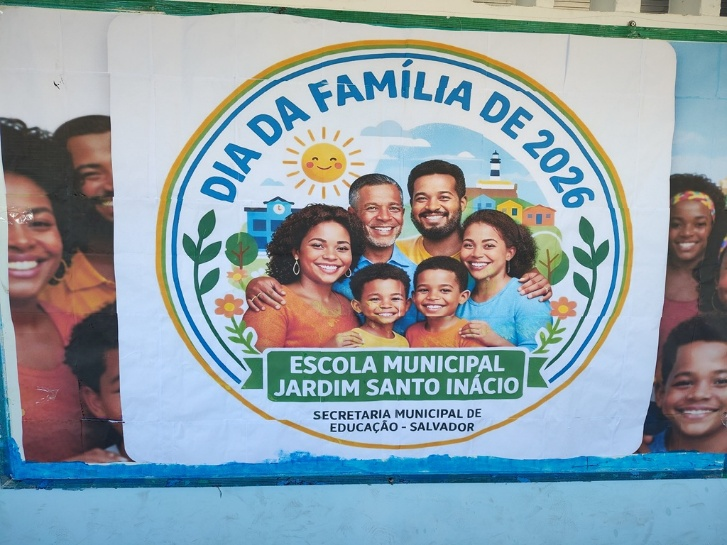 DIA DA FAMÍLIA DE 2026
ESCOLA MUNICIPAL
JARDIM SANTO INÁCIO
SECRETARIA MUNICIPAL DE
EDUCAÇÃO - SALVADOR